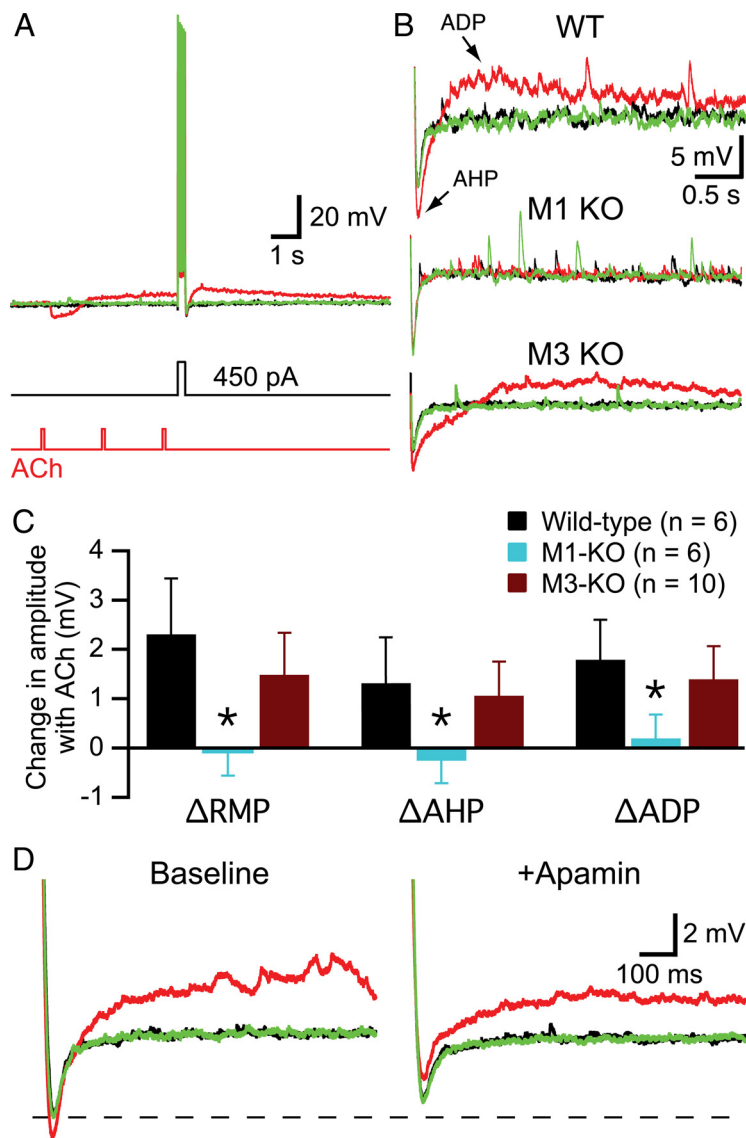 A
20 mV
1 s
450 pA
ACh
B
WT
ADP
AHP
5 mV
0.5 s
M1 KO
M3 KO
C
Wild-type (n = 6)
M1-KO (n = 6)
M3-KO (n = 10)
Change in amplitude
with ACh (mV)
4
3
2
1
0
-1
*
*
*
ΔRMP
ΔAHP
ΔADP
D
Baseline
+Apamin
2 mV
100 ms